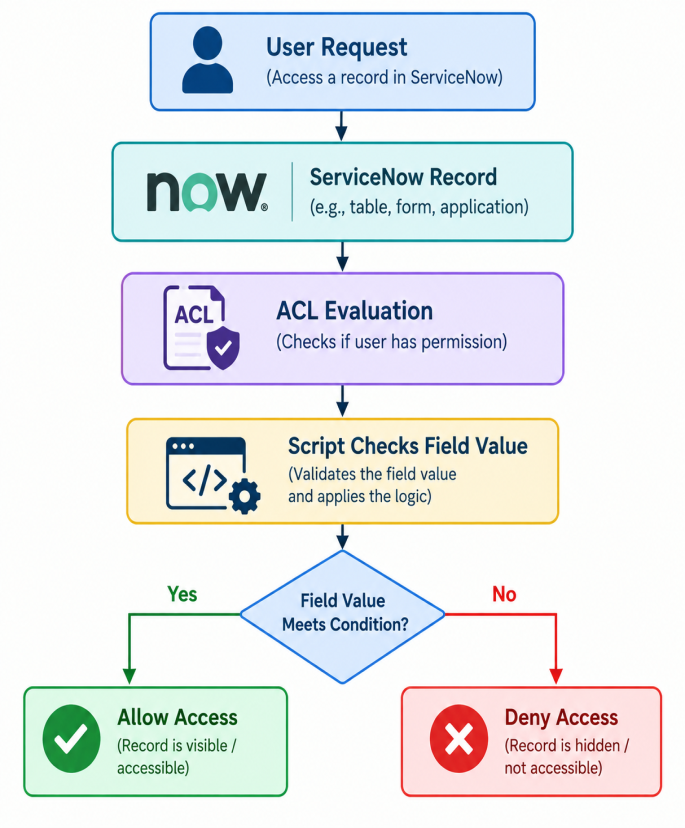 User Request
(Access a record in ServiceNow)
now®
ServiceNow Record
(e.g., table, form, application)
ACL
ACL Evaluation
(Checks if user has permission)
</>
Script Checks Field Value
(Validates the field value
and applies the logic)
Yes
Field Value
Meets Condition?
No
Allow Access
(Record is visible /
accessible)
Deny Access
(Record is hidden /
not accessible)